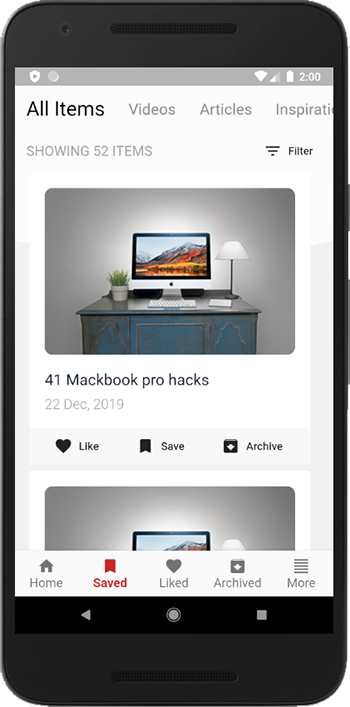 2:00
All Items Videos Articles Inspiratio
SHOWING 52 ITEMS Filter
41 Mackbook pro hacks
22 Dec, 2019
Like Save Archive
Home Saved Liked Archived More